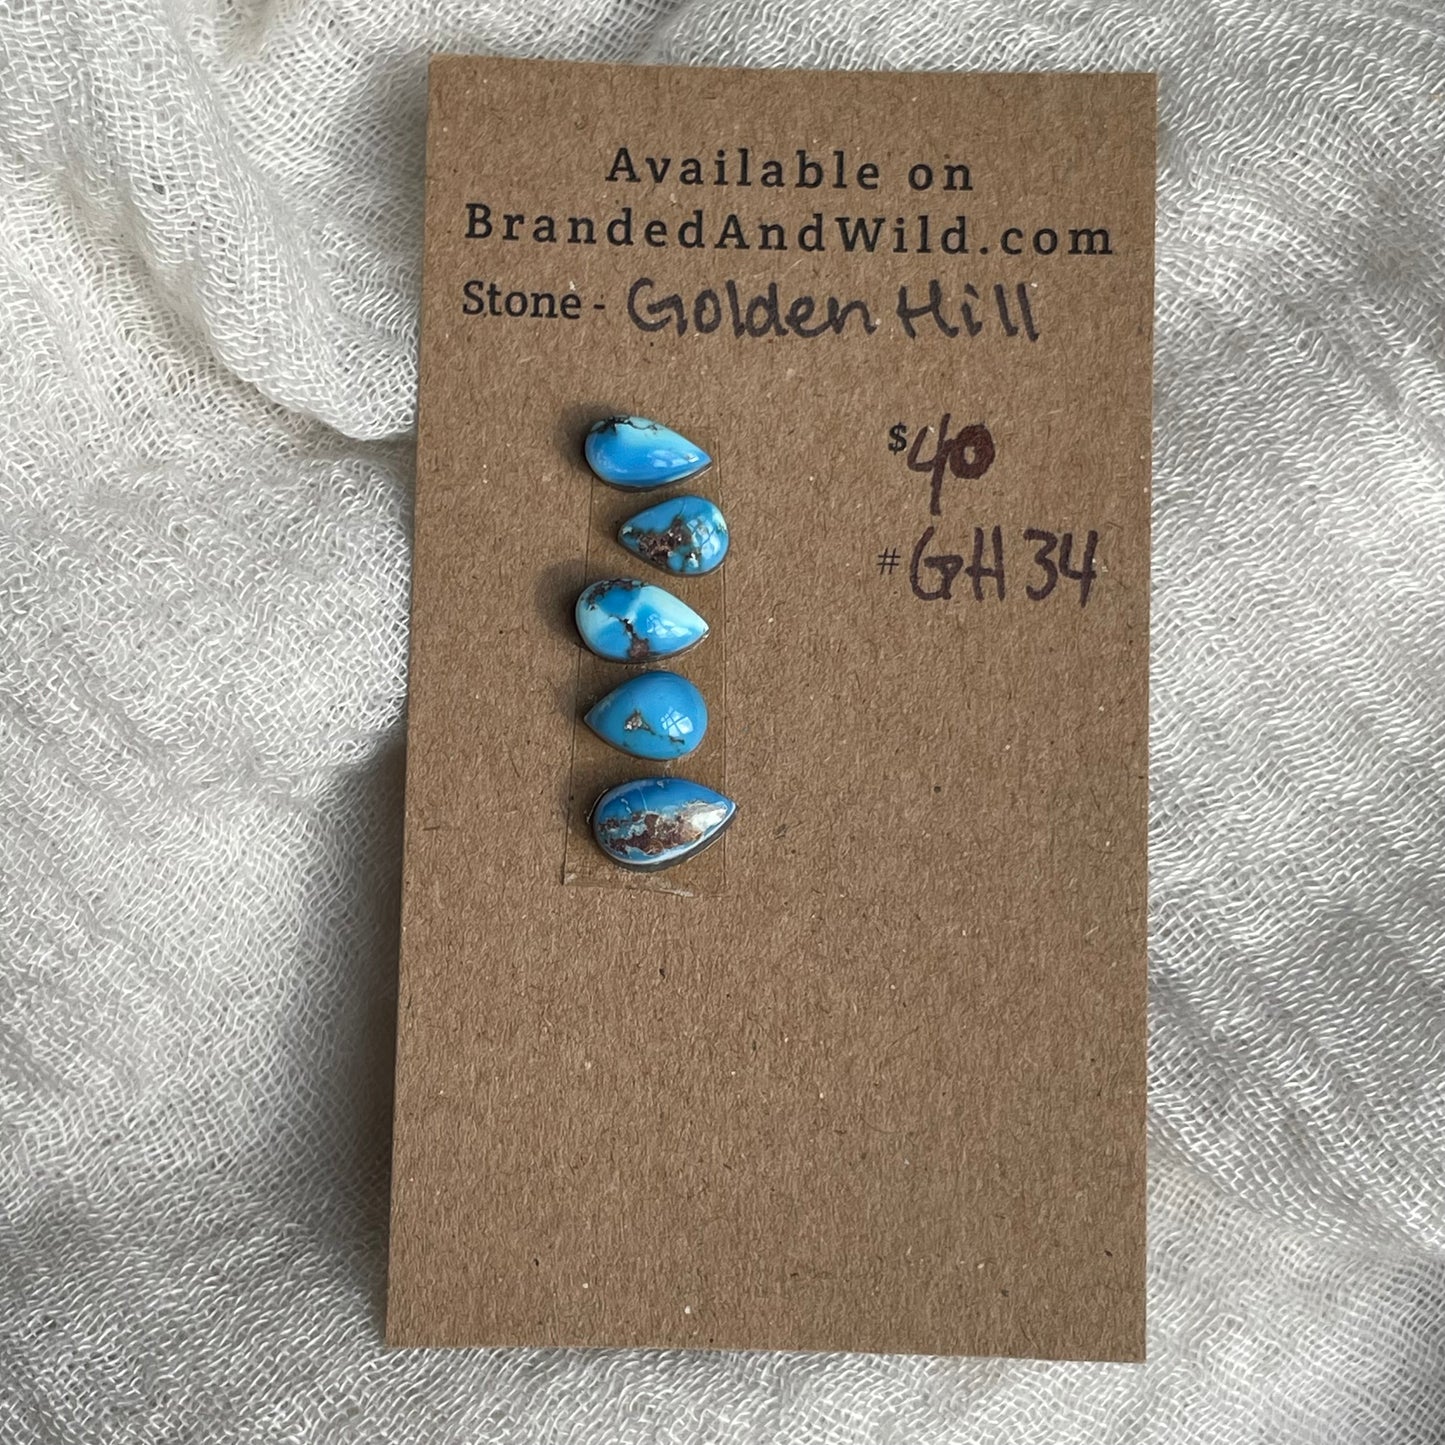 Available on
BrandedAndWild.com
Stone - Golden Hill
$40
# GH34